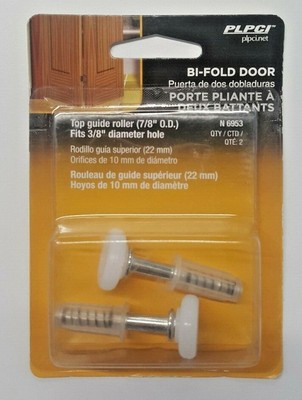 PLPCI
plpci.net
BI-FOLD DOOR
Puerta de dos dobladuras
PORTE PLIANTE À
DEUX BATTANTS
Top guide roller (7/8" O.D.)
Fits 3/8" diameter hole
N 6953
QTY / CTD /
QTÉ: 2
Rodillo guia superior (22 mm)
Orifices de 10 mm de diámetro
Rouleau de guide supérieur (22 mm)
Hoyos de 10 mm de diamètre